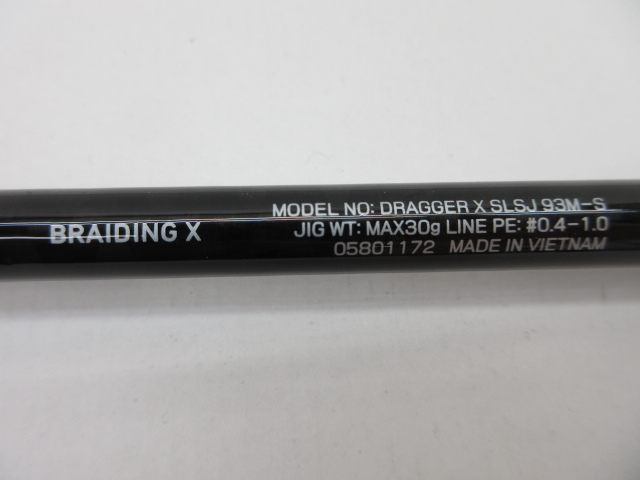 BRAIDING X
MODEL NO: DRAGGER X SLSJ 93M-S
JIG WT: MAX30g LINE PE: #0.4-1.0
05801172 MADE IN VIETNAM